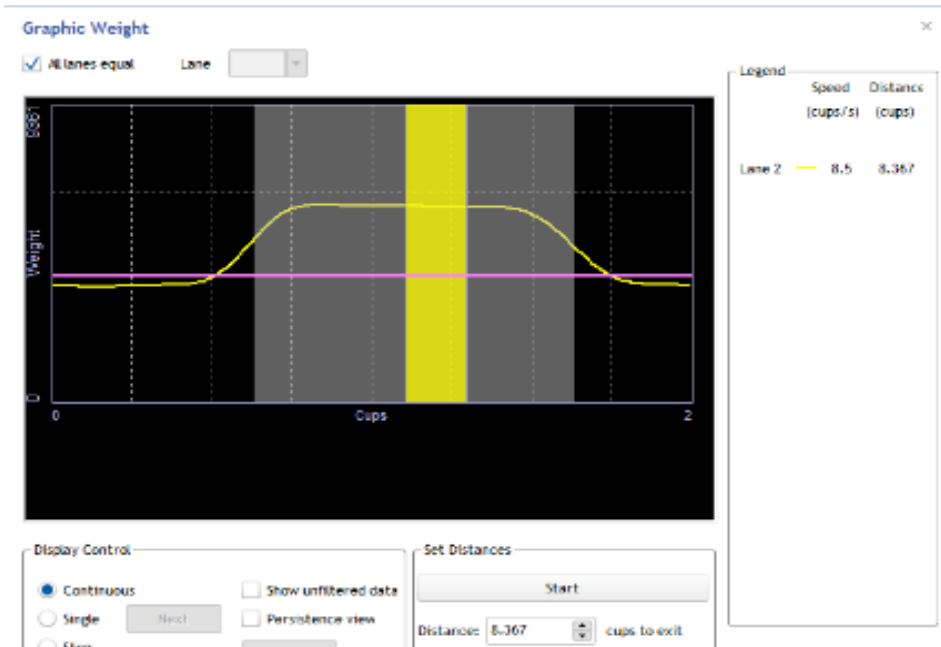 Graphic Weight
All lanes equal
Lane
Legend
Speed Distance
(cups/s) (cups)
Lane 2 8.5 8.367
Weight
0
0 Cups 2
Display Control
Continuous
Show unfiltered data
Single
Next
Persistence view
Stop
Set Distances
Start
Distance: 8.367 cups to exit